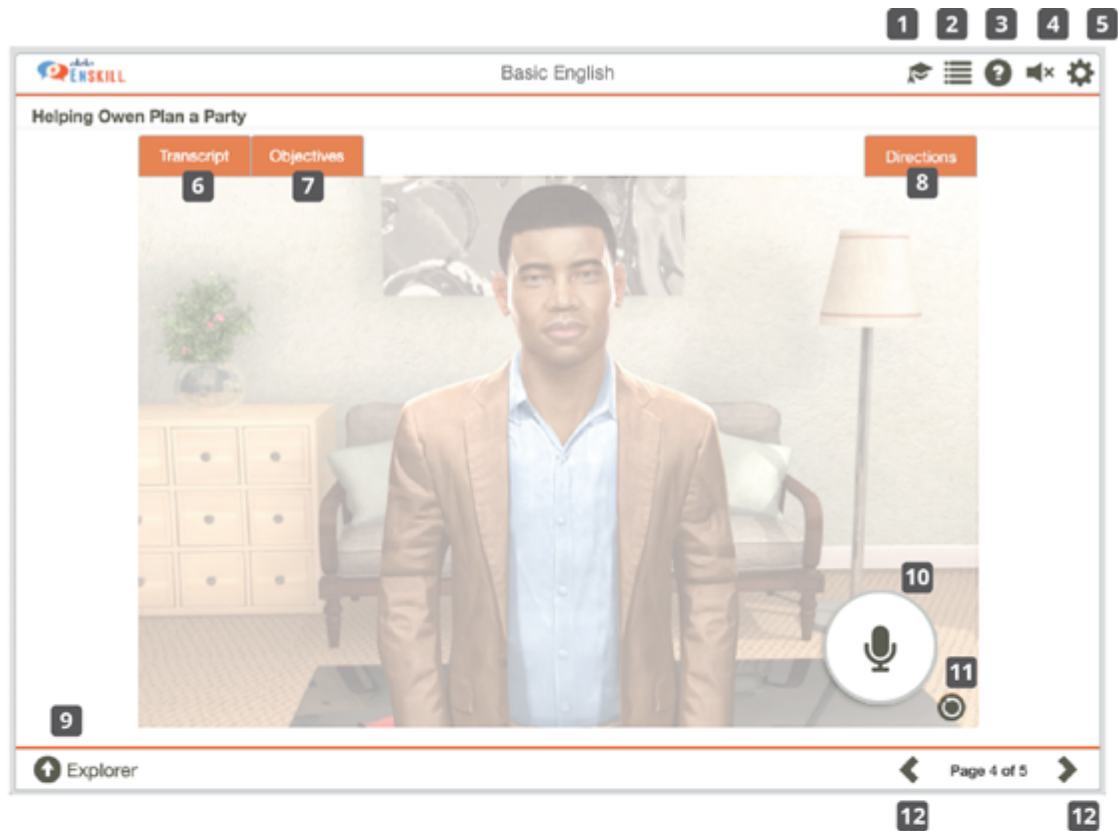 1 2 3 4 5
ENSKILL Basic English
Helping Owen Plan a Party
Transcript Objectives Directions
6 7 8
10
11
9
Explorer Page 4 of 5
12 12